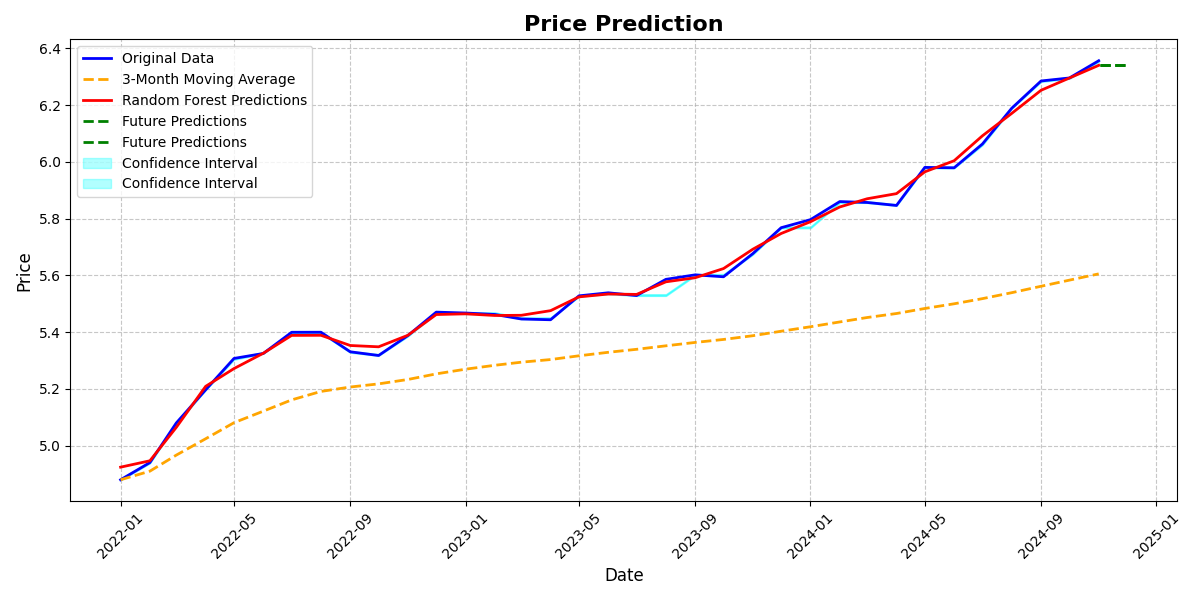 Price Prediction
6.4
6.2
6.0
5.8
5.6
5.4
5.2
5.0
Price
Original Data
3-Month Moving Average
Random Forest Predictions
Future Predictions
Future Predictions
Confidence Interval
Confidence Interval
2022-01
2022-05
2022-09
2023-01
2023-05
2023-09
2024-01
2024-05
2024-09
2025-01
Date